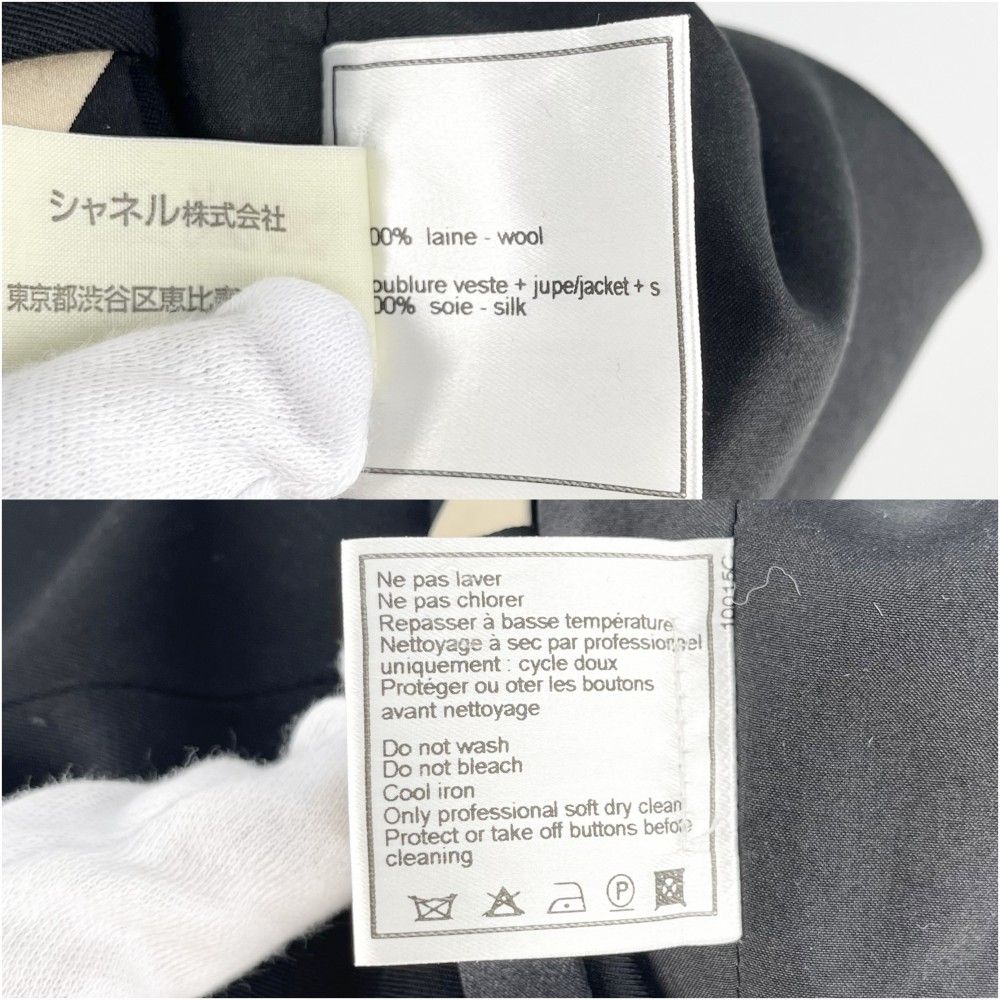 シャネル株式会社
東京都渋谷区恵比
00% laine - wool
oublure veste + jupe/jacket + s
00% soie - silk
Ne pas laver
Ne pas chlorer
Repasser à basse température
Nettoyage à sec par professionnel
uniquement : cycle doux
Protéger ou oter les boutons
avant nettoyage
Do not wash
Do not bleach
Cool iron
Only professional soft dry clean
Protect or take off buttons before
cleaning
P
10015C